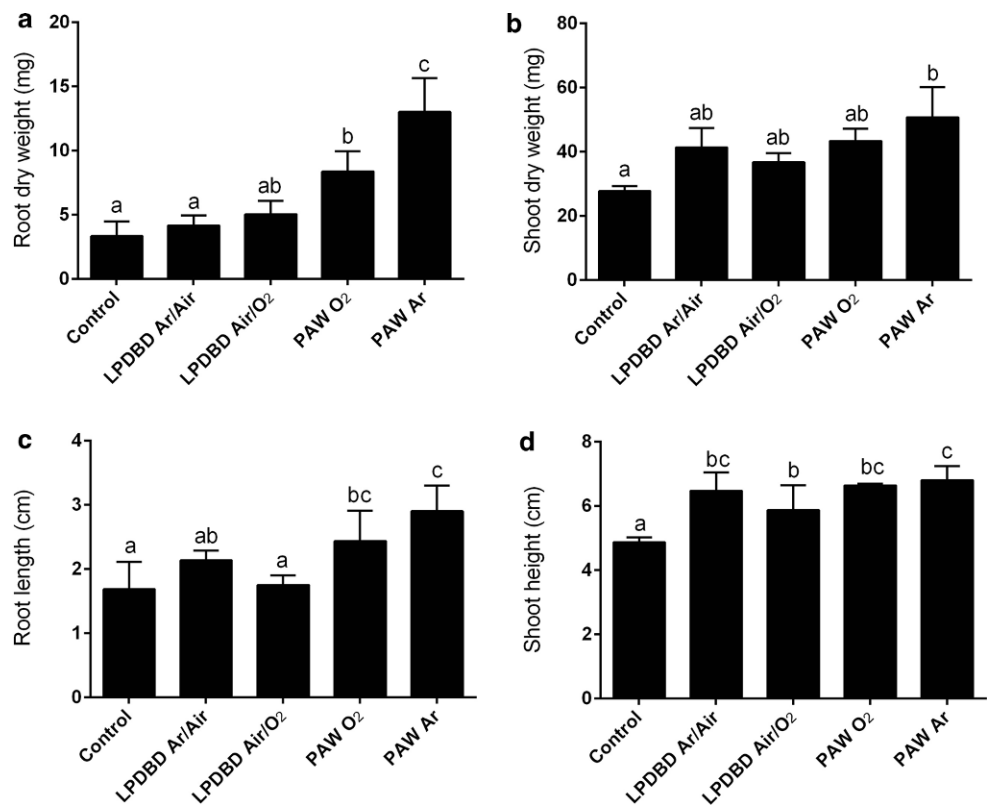 a
Root dry weight (mg)
20
15
10
5
0
a
a
ab
b
c
Control
LPDBD Ar/Air
LPDBD Air/O2
PAW O2
PAW Ar
b
Shoot dry weight (mg)
80
60
40
20
0
a
ab
ab
ab
b
Control
LPDBD Ar/Air
LPDBD Air/O2
PAW O2
PAW Ar
c
Root length (cm)
4
3
2
1
0
a
ab
a
bc
c
Control
LPDBD Ar/Air
LPDBD Air/O2
PAW O2
PAW Ar
d
Shoot height (cm)
8
6
4
2
0
a
bc
b
bc
c
Control
LPDBD Ar/Air
LPDBD Air/O2
PAW O2
PAW Ar